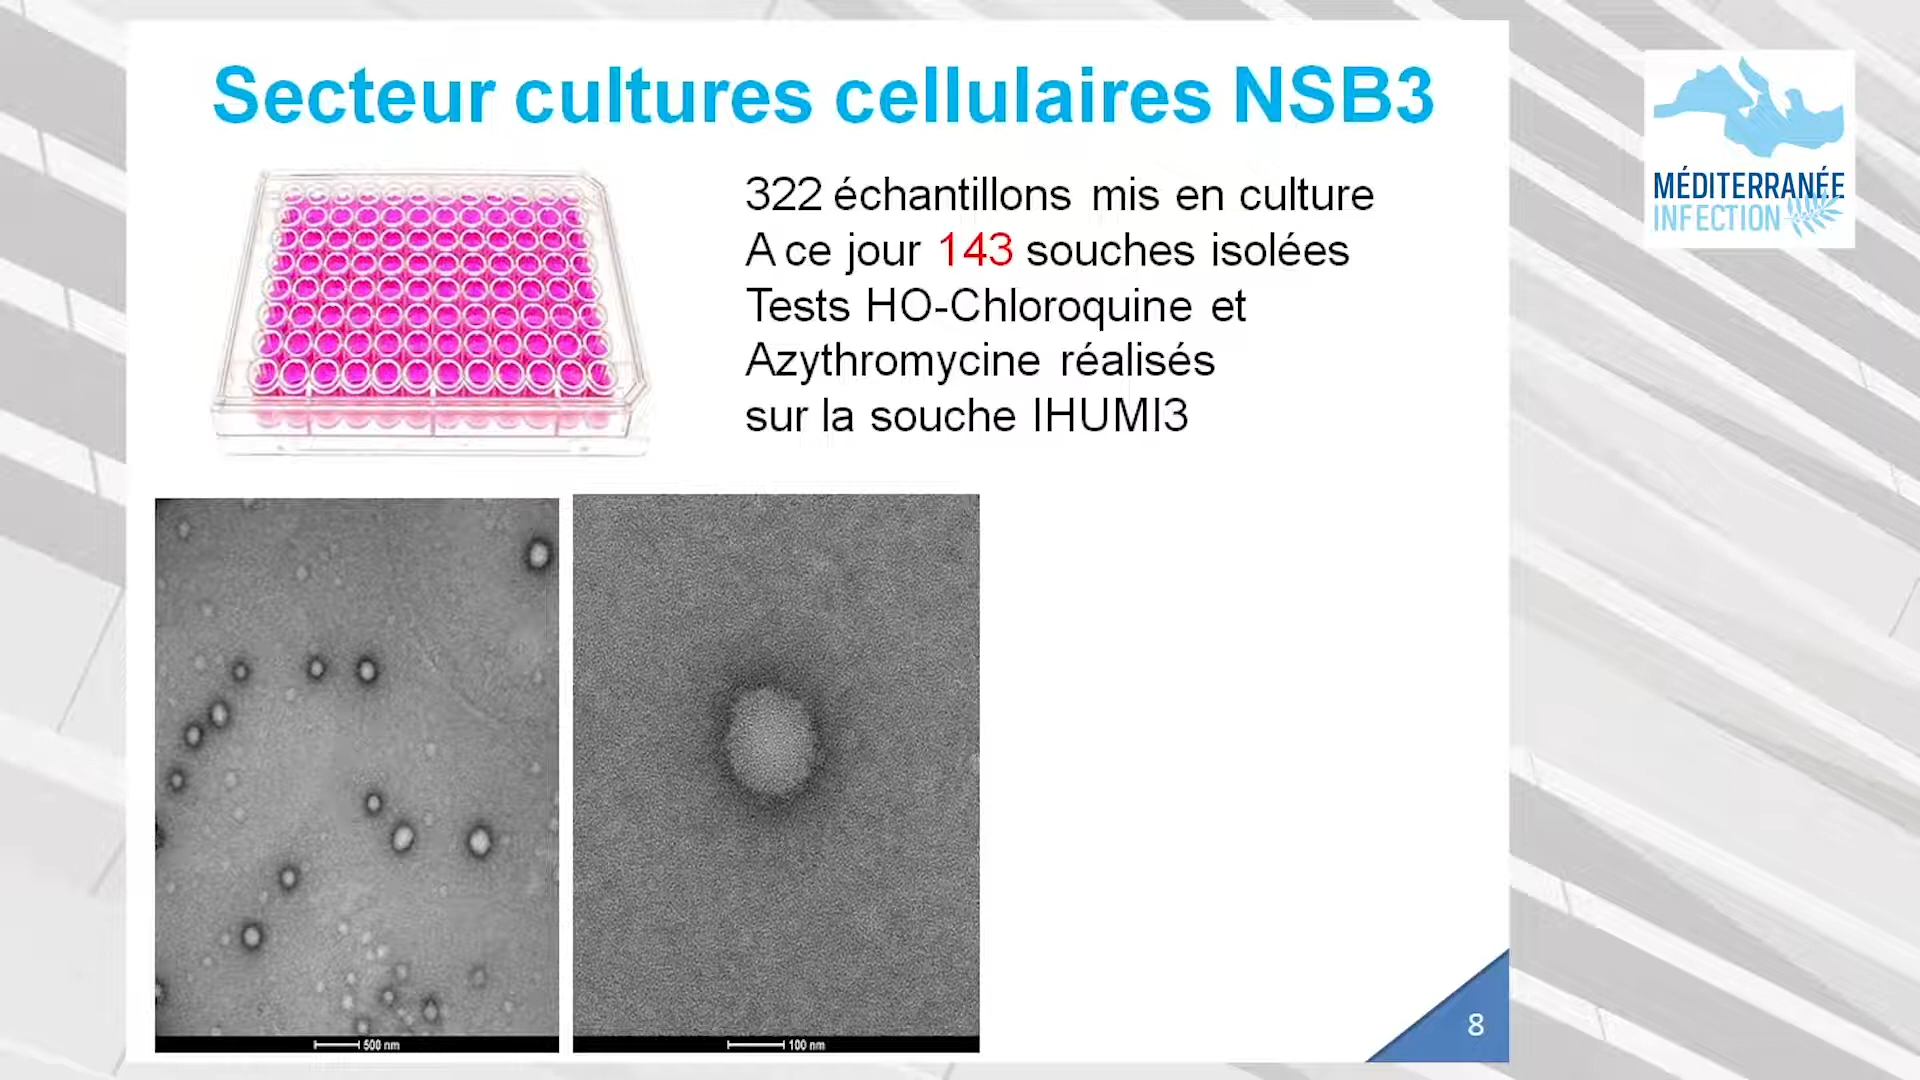 Secteur cultures cellulaires NSB3
322 échantillons mis en culture
A ce jour 143 souches isolées
Tests HO-Chloroquine et
Azythromycine réalisés
sur la souche IHUMI3
MÉDITERRANÉE
INFECTION
500 nm
100 nm
8